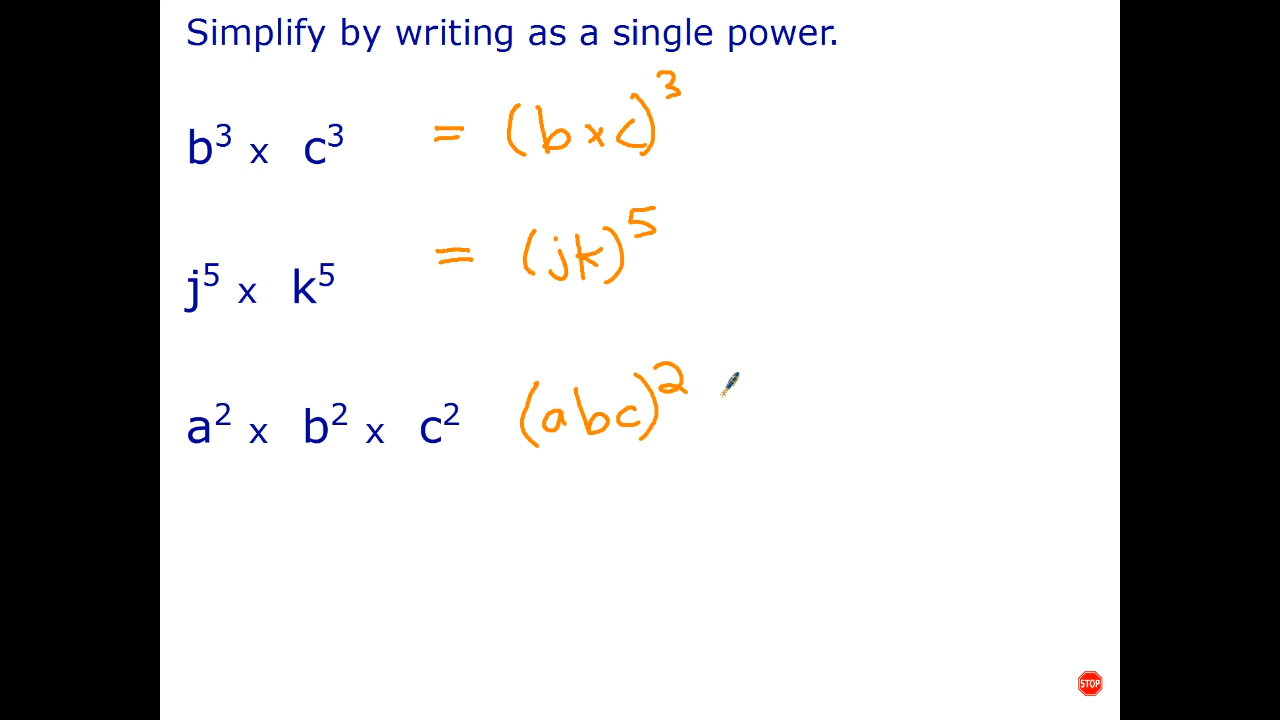 Simplify by writing as a single power.
b³ x c³ = (b×c)³
j⁵ x k⁵ = (jk)⁵
a² x b² x c² (abc)²
STOP